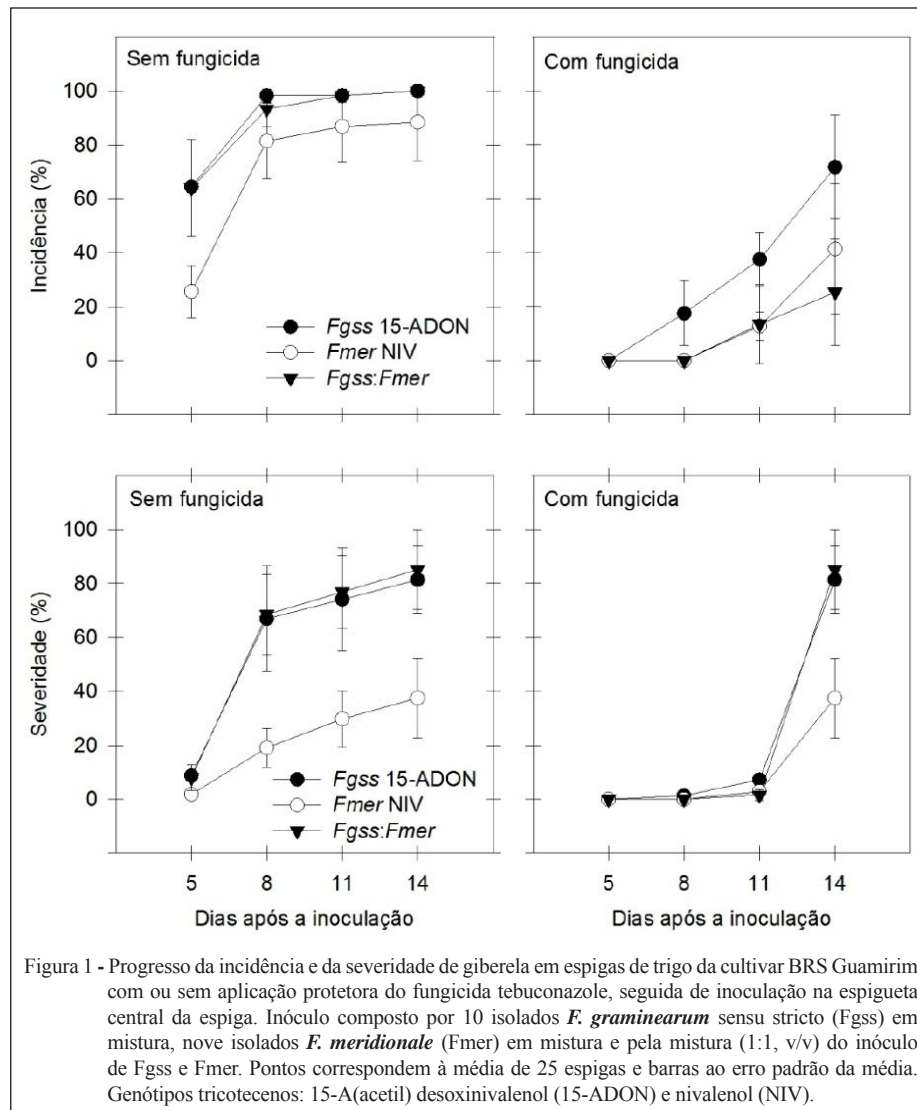 Sem fungicida
Com fungicida
Incidência (%)
100
80
60
40
20
0
Fgss 15-ADON
Fmer NIV
Fgss:Fmer
Sem fungicida
Com fungicida
Severidade (%)
100
80
60
40
20
0
Fgss 15-ADON
Fmer NIV
Fgss:Fmer
5 8 11 14
5 8 11 14
Dias após a inoculação
Dias após a inoculação
Figura 1 - Progresso da incidência e da severidade de giberela em espigas de trigo da cultivar BRS Guamirim
com ou sem aplicação protetora do fungicida tebuconazole, seguida de inoculação na espigueta
central da espiga. Inóculo composto por 10 isolados F. graminearum sensu stricto (Fgss) em
mistura, nove isolados F. meridionale (Fmer) em mistura e pela mistura (1:1, v/v) do inóculo
de Fgss e Fmer. Pontos correspondem à média de 25 espigas e barras ao erro padrão da média.
Genótipos tricotecenos: 15-A(acetil) desoxinivalenol (15-ADON) e nivalenol (NIV).